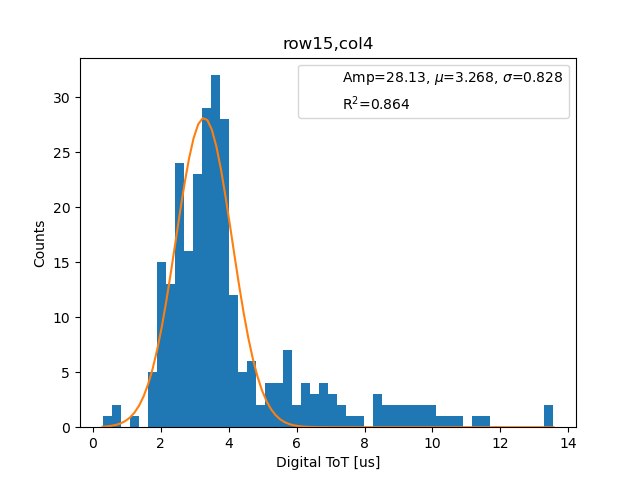 row15,col4
Amp=28.13, μ=3.268, σ=0.828
R²=0.864
Counts
30
25
20
15
10
5
0
0 2 4 6 8 10 12 14
Digital ToT [us]